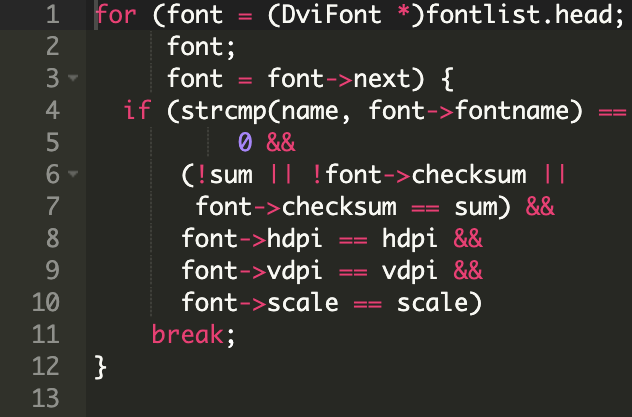 1 for (font = (DviFont *)fontlist.head;
2 font;
3 font = font->next) {
4 if (strcmp(name, font->fontname) ==
5 0 &&
6 (!sum || !font->checksum ||
7 font->checksum == sum) &&
8 font->hdpi == hdpi &&
9 font->vdpi == vdpi &&
10 font->scale == scale)
11 break;
12 }
13